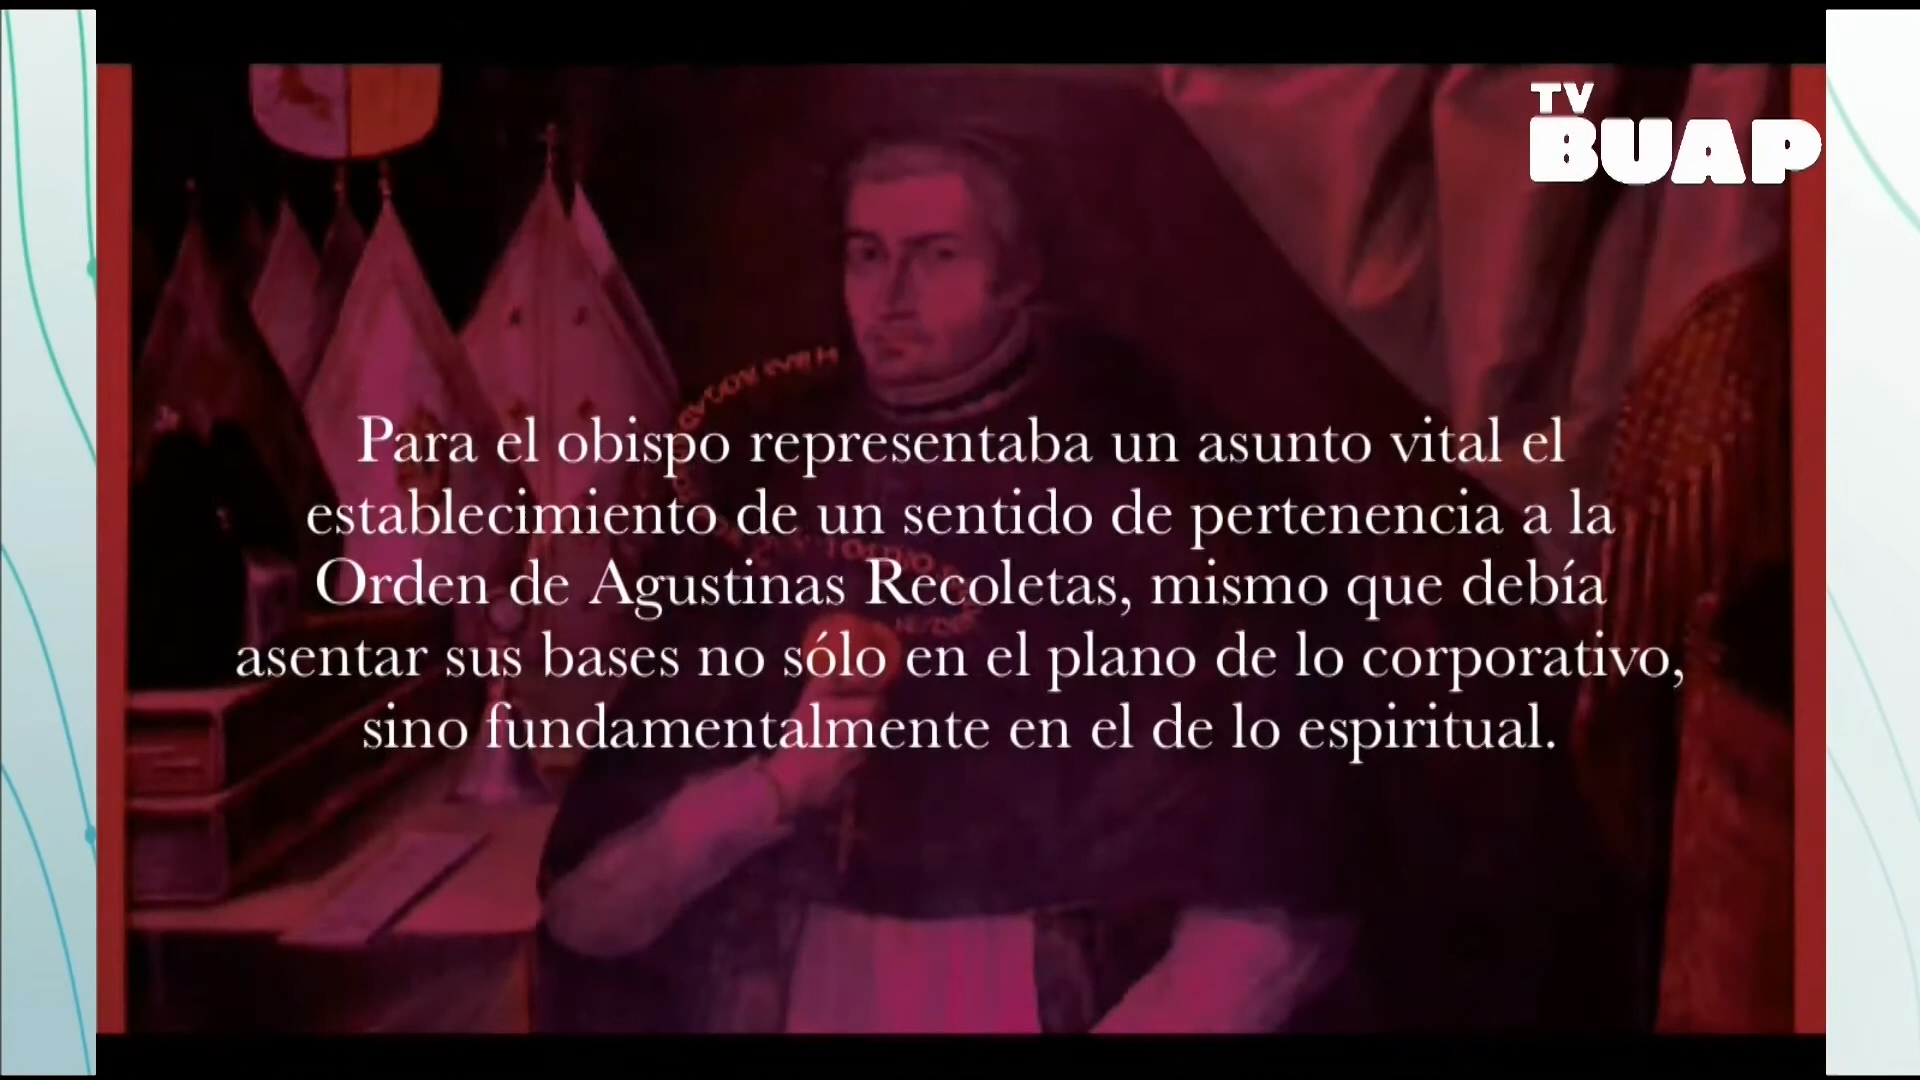 TV
BUAP
Para el obispo representaba un asunto vital el
establecimiento de un sentido de pertenencia a la
Orden de Agustinas Recoletas, mismo que debía
asentar sus bases no sólo en el plano de lo corporativo,
sino fundamentalmente en el de lo espiritual.